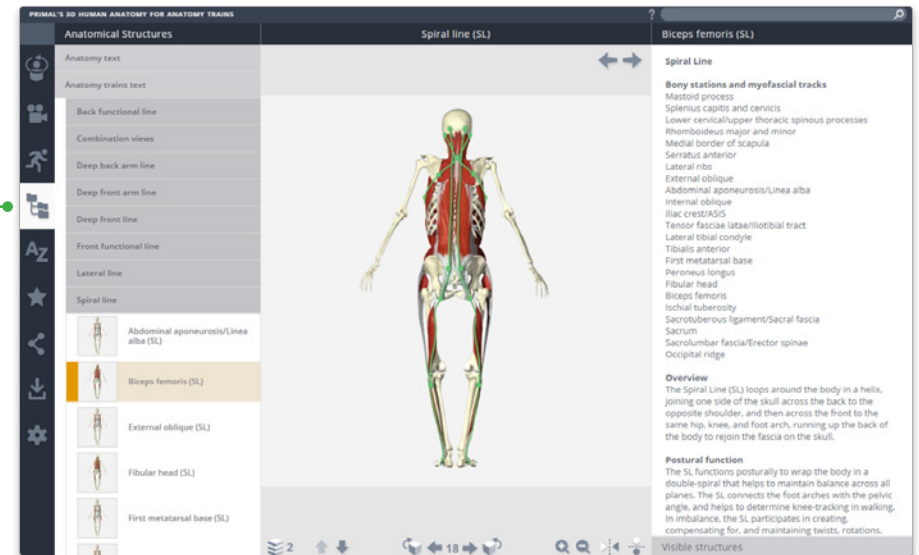 PRIMAL'S 3D HUMAN ANATOMY FOR ANATOMY TRAINS
?
Anatomical Structures
Spiral line (SL)
Biceps femoris (SL)
Anatomy text
Anatomy trains text
Back functional line
Combination views
Deep back arm line
Deep front arm line
Deep front line
Front functional line
Lateral line
Spiral line
Abdominal aponeurosis/Linea
alba (SL)
Biceps femoris (SL)
External oblique (SL)
Fibular head (SL)
First metatarsal base (SL)
AZ
2
18
Spiral Line
Bony stations and myofascial tracks
Mastoid process
Splenius capitis and cervicis
Lower cervical/upper thoracic spinous processes
Rhomboideus major and minor
Medial border of scapula
Serratus anterior
Lateral ribs
External oblique
Abdominal aponeurosis/Linea alba
Internal oblique
Iliac crest/ASIS
Tensor fasciae latae/Iliotibial tract
Lateral tibial condyle
Tibialis anterior
First metatarsal base
Peroneus longus
Fibular head
Biceps femoris
Ischial tuberosity
Sacrotuberous ligament/Sacral fascia
Sacrum
Sacrolumbar fascia/Erector spinae
Occipital ridge
Overview
The Spiral Line (SL) loops around the body in a helix,
joining one side of the skull across the back to the
opposite shoulder, and then across the front to the
same hip, knee, and foot arch, running up the back of
the body to rejoin the fascia on the skull.
Postural function
The SL functions posturally to wrap the body in a
double-spiral that helps to maintain balance across all
planes. The SL connects the foot arches with the pelvic
angle, and helps to determine knee-tracking in walking.
In imbalance, the SL participates in creating,
compensating for, and maintaining twists, rotations,
Visible structures